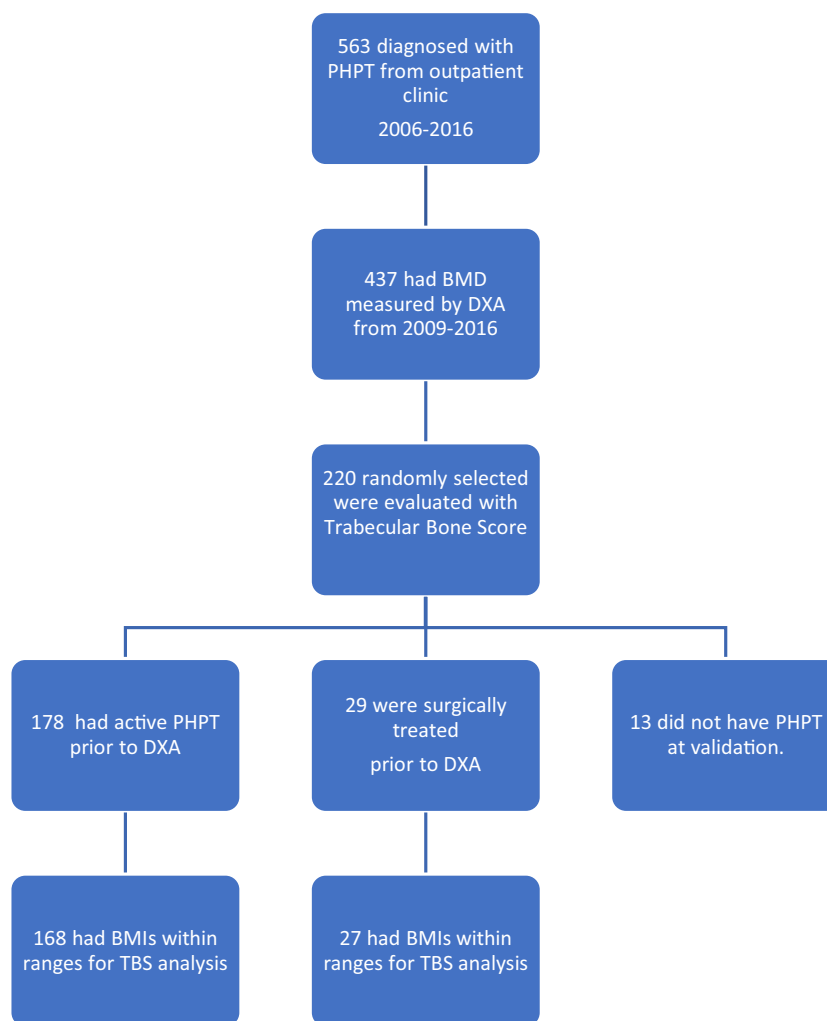 563 diagnosed with
PHPT from outpatient
clinic
2006-2016
437 had BMD
measured by DXA
from 2009-2016
220 randomly selected
were evaluated with
Trabecular Bone Score
178 had active PHPT
prior to DXA
29 were surgically
treated
prior to DXA
13 did not have PHPT
at validation.
168 had BMIs within
ranges for TBS analysis
27 had BMIs within
ranges for TBS analysis